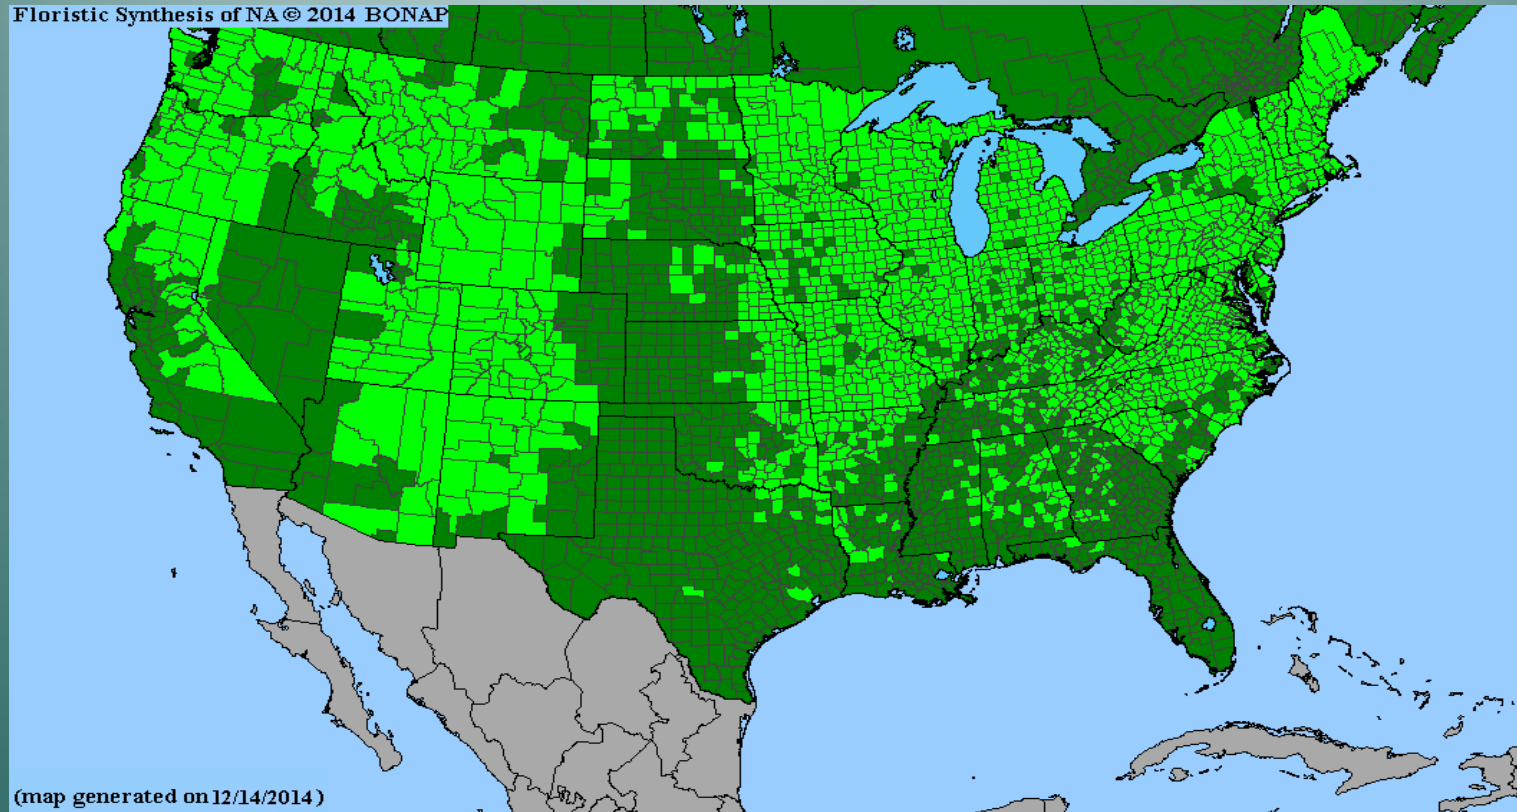 Floristic Synthesis of NA © 2014 BONAP
(map generated on 12/14/2014)